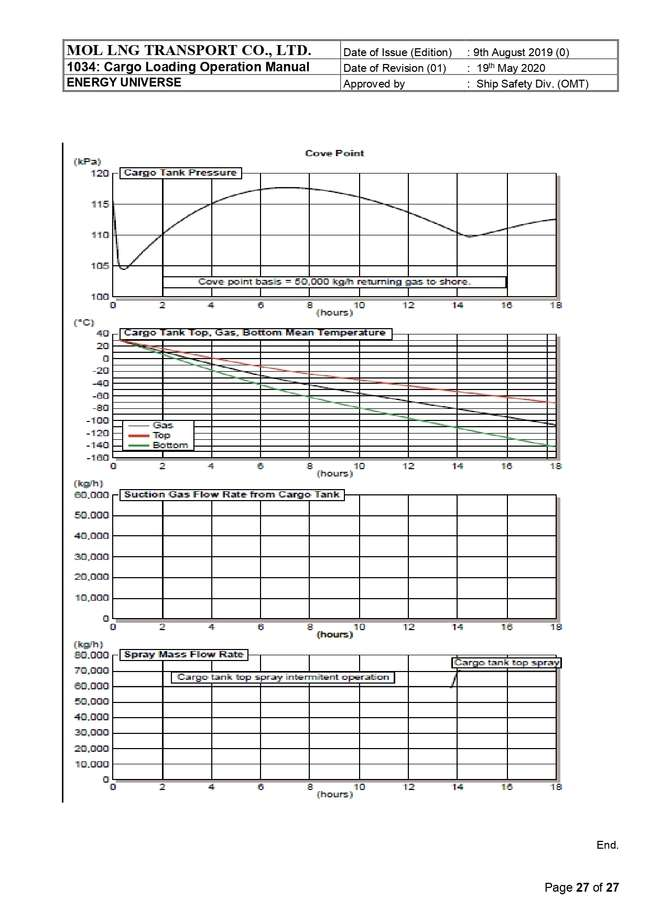 MOL LNG TRANSPORT CO., LTD. Date of Issue (Edition) : 9th August 2019 (0)
1034: Cargo Loading Operation Manual Date of Revision (01) : 19th May 2020
ENERGY UNIVERSE Approved by : Ship Safety Div. (OMT)
Cove Point
(kPa)
Cargo Tank Pressure
120
115
110
105
100
Cove point basis = 50,000 kg/h returning gas to shore.
0 2 4 6 8 10 12 14 16 18
(hours)
(°C)
Cargo Tank Top, Gas, Bottom Mean Temperature
40
20
0
-20
-40
-60
-80
-100
-120
-140
-160
Gas
Top
Bottom
0 2 4 6 8 10 12 14 16 18
(hours)
(kg/h)
Suction Gas Flow Rate from Cargo Tank
60,000
50,000
40,000
30,000
20,000
10,000
0
0 2 4 6 8 10 12 14 16 18
(hours)
(kg/h)
Spray Mass Flow Rate
Cargo tank top spray
Cargo tank top spray intermitent operation
80,000
70,000
60,000
50,000
40,000
30,000
20,000
10,000
0
0 2 4 6 8 10 12 14 16 18
(hours)
End.
Page 27 of 27